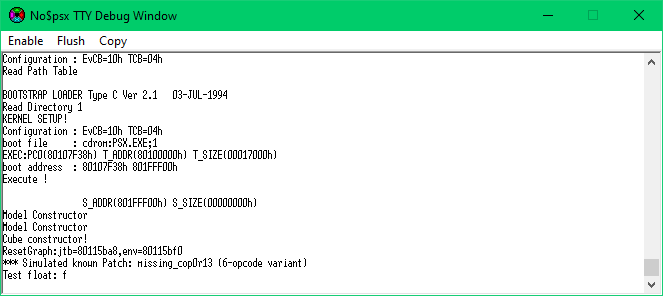 No$psx TTY Debug Window
Enable Flush Copy
Configuration : EvCB=10h TCB=04h
Read Path Table
BOOTSTRAP LOADER Type C Ver 2.1 03-JUL-1994
Read Directory 1
KERNEL SETUP!
Configuration : EvCB=10h TCB=04h
boot file : cdrom:PSX.EXE;1
EXEC:PC0(80107F38h) T_ADDR(80100000h) T_SIZE(00017000h)
boot address : 80107F38h 801FFF00h
Execute !
S_ADDR(801FFF00h) S_SIZE(00000000h)
Model Constructor
Model Constructor
Cube constructor!
ResetGraph:jtb=80115ba8,env=80115bf0
*** Simulated known Patch: missing_cop0r13 (6-opcode variant)
Test float: f